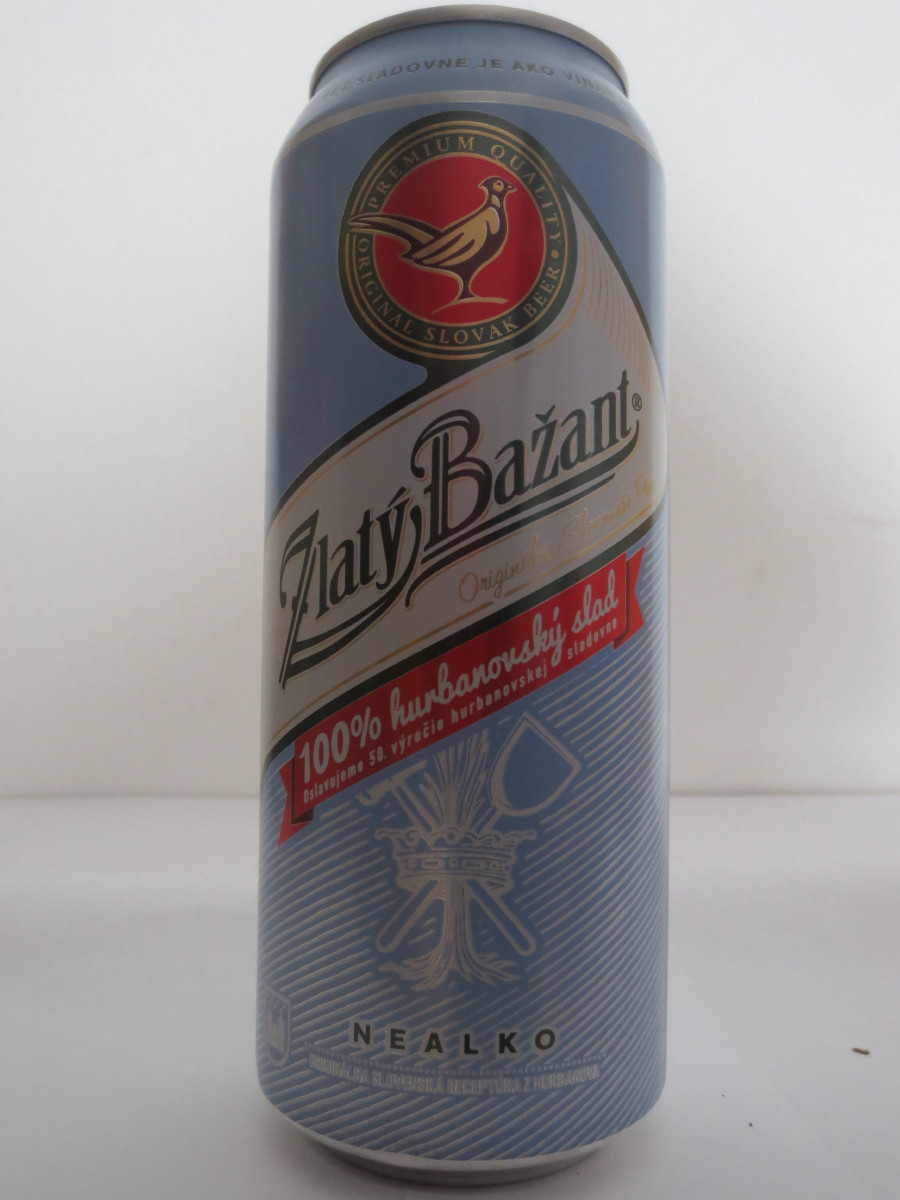 SLADOVNE JE AKO
PREMIUM QUALITY
ORIGINAL SLOVAK BEER
Zlatý Bažant®
100% hurbanovský slad
Oslavujeme 50. výročie hurbanovskej sladovne
NEALKO
ORIGINÁLNA SLOVENSKÁ RECEPTÚRA Z HURBANOVA